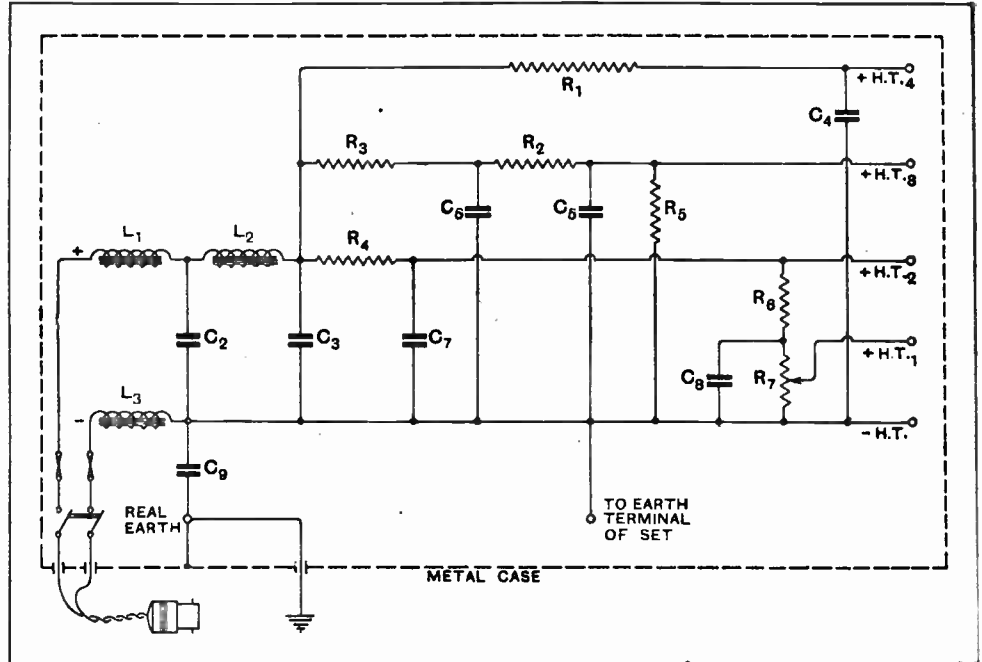 + H.T.4
R1
C4
R3
R2
+ H.T.3
C6
C5
R5
L1
L2
R4
+
+ H.T.2
R6
C2
C3
C7
+ H.T.1
C8
R7
L3
-
- H.T.
C9
REAL
EARTH
TO EARTH
TERMINAL
OF SET
METAL CASE